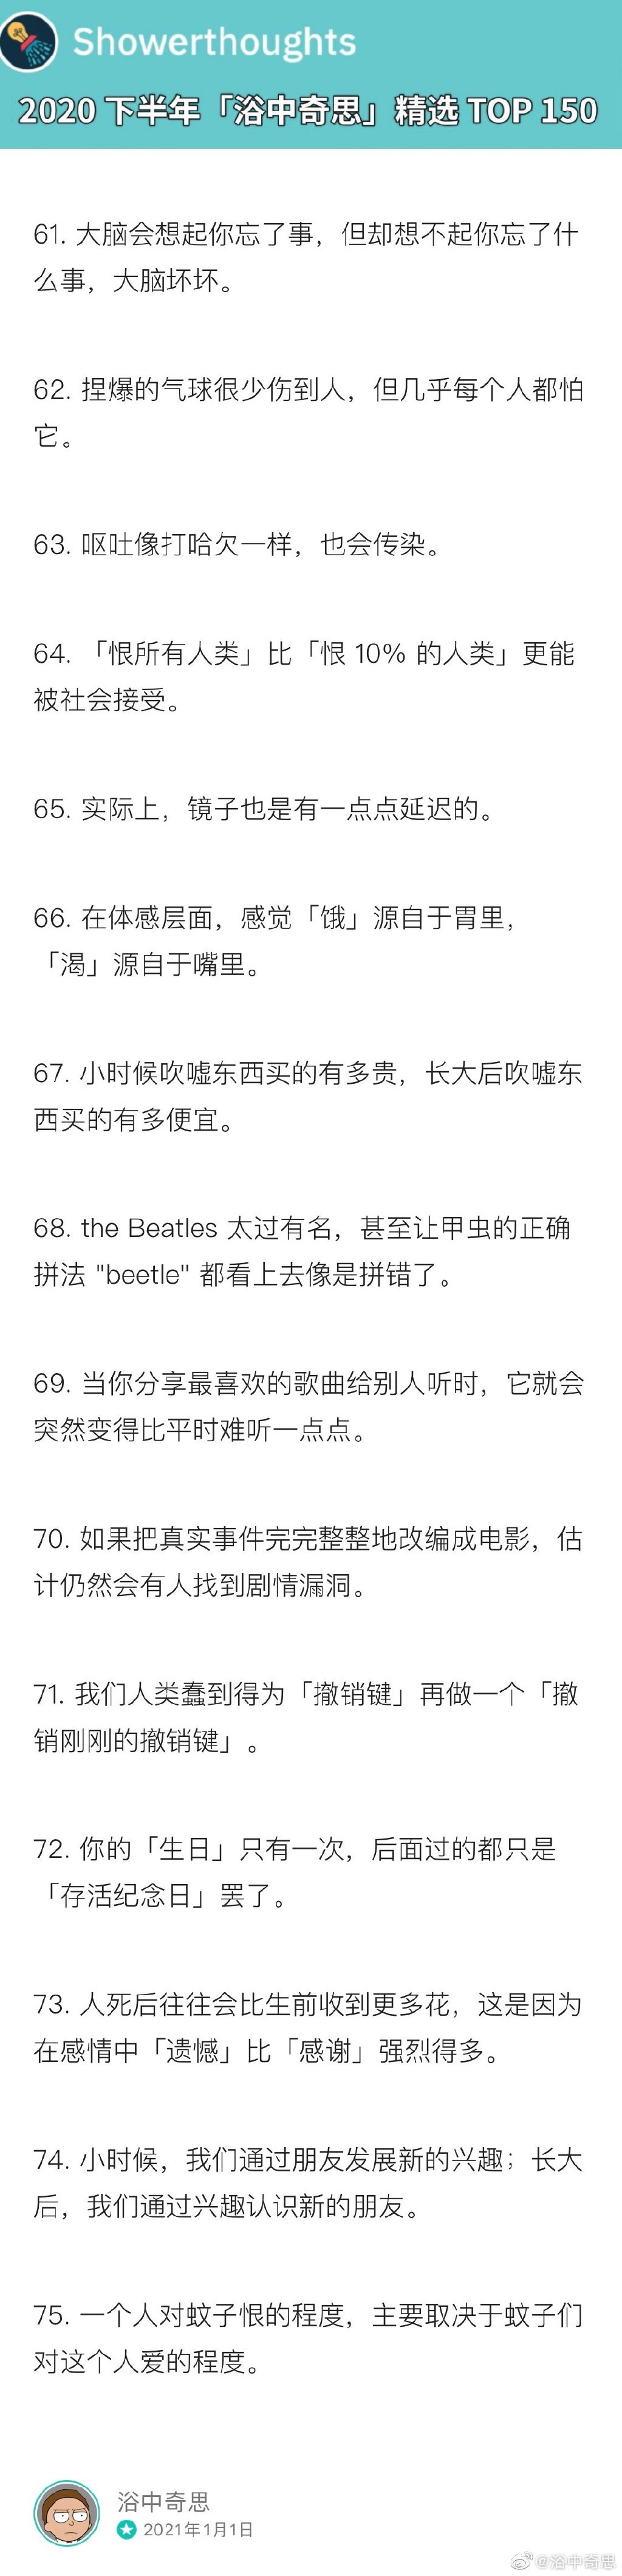 Showerthoughts
2020 下半年「浴中奇思」精选 TOP 150
61. 大脑会想起你忘了事，但却想不起你忘了什
么事，大脑坏坏。
62. 捏爆的气球很少伤到人，但几乎每个人都怕
它。
63. 呕吐像打哈欠一样，也会传染。
64. 「恨所有人类」比「恨 10% 的人类」更能
被社会接受。
65. 实际上，镜子也是有一点点延迟的。
66. 在体感层面，感觉「饿」源自于胃里，
「渴」源自于嘴里。
67. 小时候吹嘘东西买的有多贵，长大后吹嘘东
西买的有多便宜。
68. the Beatles 太过有名，甚至让甲虫的正确
拼法 "beetle" 都看上去像是拼错了。
69. 当你分享最喜欢的歌曲给别人听时，它就会
突然变得比平时难听一点点。
70. 如果把真实事件完完整整地改编成电影，估
计仍然会有人找到剧情漏洞。
71. 我们人类蠢到得为「撤销键」再做一个「撤
销刚刚的撤销键」。
72. 你的「生日」只有一次，后面过的都只是
「存活纪念日」罢了。
73. 人死后往往会比生前收到更多花，这是因为
在感情中「遗憾」比「感谢」强烈得多。
74. 小时候，我们通过朋友发展新的兴趣；长大
后，我们通过兴趣认识新的朋友。
75. 一个人对蚊子恨的程度，主要取决于蚊子们
对这个人爱的程度。
浴中奇思
2021年1月1日
@浴中奇思